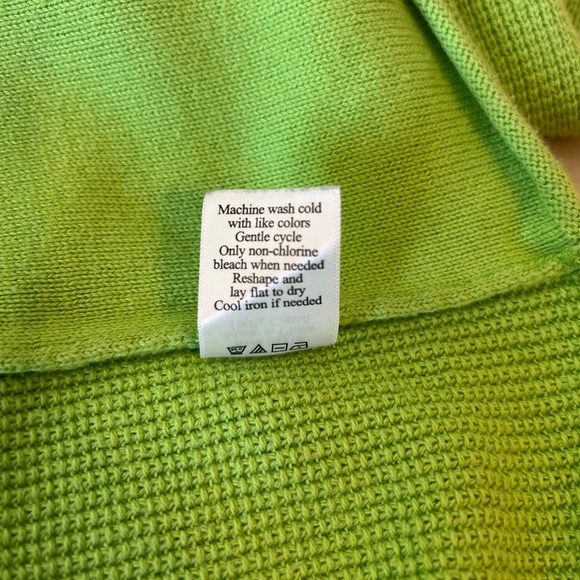 Machine wash cold
with like colors
Gentle cycle
Only non-chlorine
bleach when needed
Reshape and
lay flat to dry
Cool iron if needed